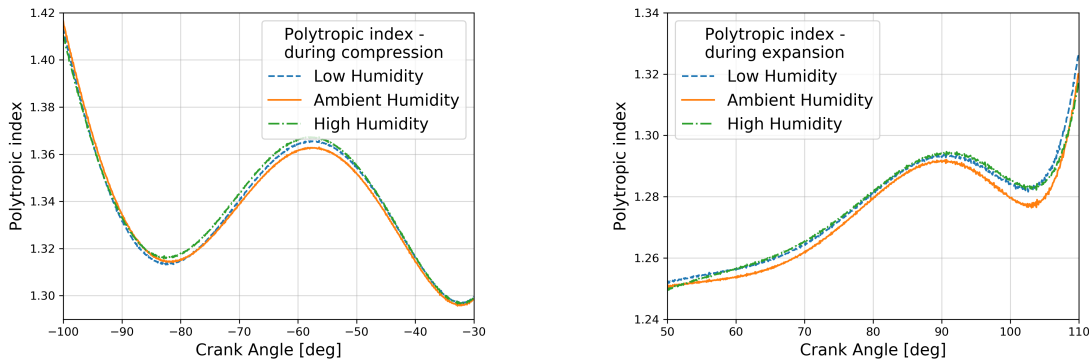 1.42
1.40
1.38
1.36
1.34
1.32
1.30
Polytropic index
Polytropic index -
during compression
Low Humidity
Ambient Humidity
High Humidity
−100
−90
−80
−70
−60
−50
−40
−30
Crank Angle [deg]
1.34
1.32
1.30
1.28
1.26
1.24
Polytropic index
Polytropic index -
during expansion
Low Humidity
Ambient Humidity
High Humidity
50
60
70
80
90
100
110
Crank Angle [deg]